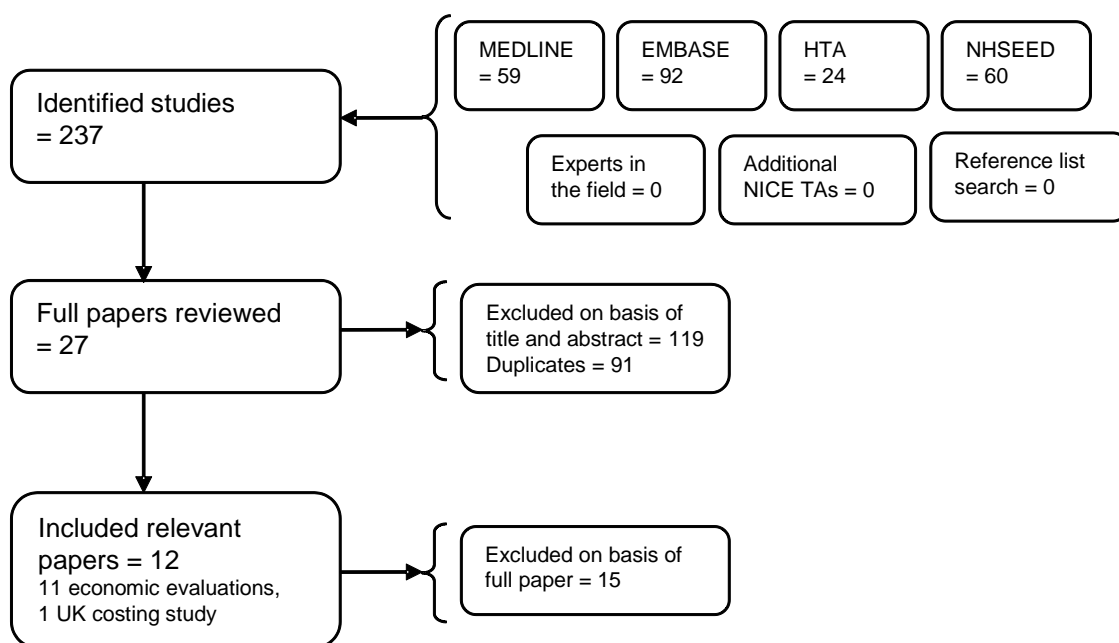 MEDLINE
= 59
EMBASE
= 92
HTA
= 24
NHSEED
= 60
Identified studies
= 237
Experts in
the field = 0
Additional
NICE TAs = 0
Reference list
search = 0
Full papers reviewed
= 27
Excluded on basis of
title and abstract = 119
Duplicates = 91
Included relevant
papers = 12
11 economic evaluations,
1 UK costing study
Excluded on basis of
full paper = 15